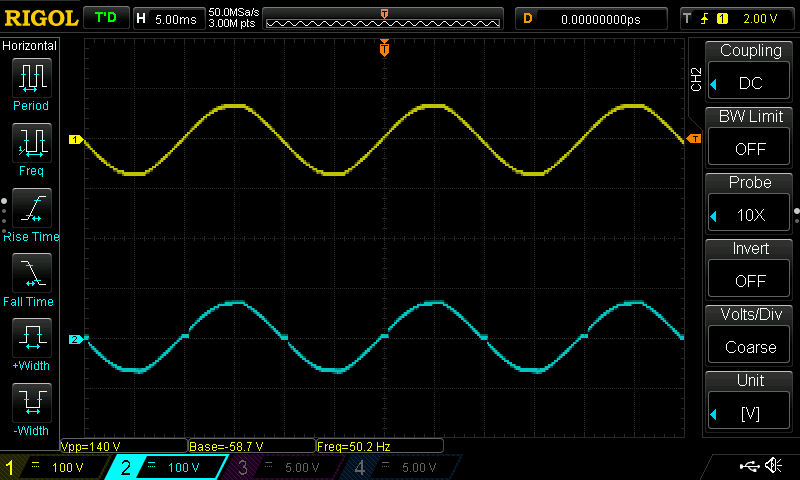 RIGOL T'D H 5.00ms 50.0MSa/s 3.00M pts T D 0.00000000ps T 1 2.00 V
Horizontal
Period
Freq
Rise Time
Fall Time
+Width
-Width
T
1
T
2
CH2
Coupling
DC
BW Limit
OFF
Probe
10X
Invert
OFF
Volts/Div
Coarse
Unit
[V]
Vpp=140 V Base=-58.7 V Freq=50.2 Hz
1 100 V 2 100 V 3 5.00 V 4 5.00 V